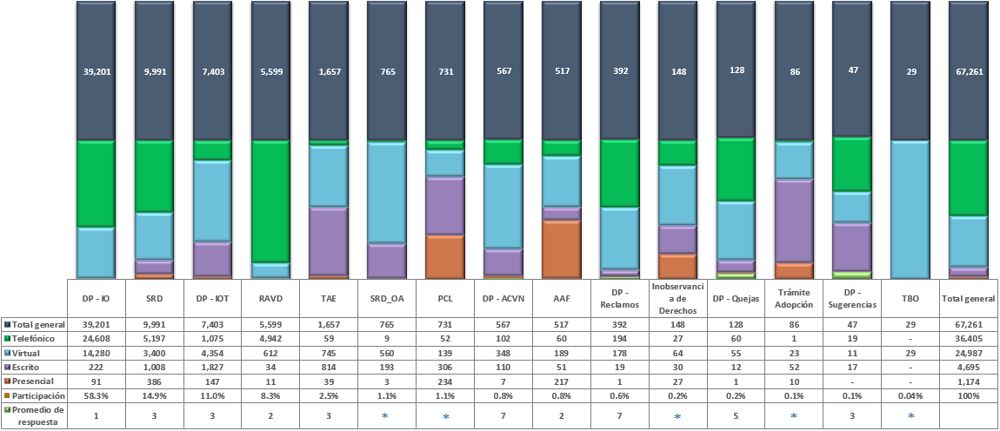 39,201 9,991 7,403 5,599 1,657 765 731 567 517 392 148 128 86 47 29 67,261
DP - IO SRD DP - IOT RAVD TAE SRD_OA PCL DP - ACVN AAF DP - Reclamos Inobservancia de Derechos DP - Quejas Trámite Adopción DP - Sugerencias TBO Total general
Total general 39,201 9,991 7,403 5,599 1,657 765 731 567 517 392 148 128 86 47 29 67,261
Telefónico 24,608 5,197 1,075 4,942 59 9 52 102 60 194 27 60 1 19 - 36,405
Virtual 14,280 3,400 4,354 612 745 560 139 348 189 178 64 55 23 11 29 24,987
Escrito 222 1,008 1,827 34 814 193 306 110 51 19 30 12 52 17 - 4,695
Presencial 91 386 147 11 39 3 234 7 217 1 27 1 10 - - 1,174
Participación 58.3% 14.9% 11.0% 8.3% 2.5% 1.1% 1.1% 0.8% 0.8% 0.6% 0.2% 0.2% 0.1% 0.1% 0.04% 100%
Promedio de respuesta 1 3 3 2 3 * * 7 2 7 * 5 * 3 *